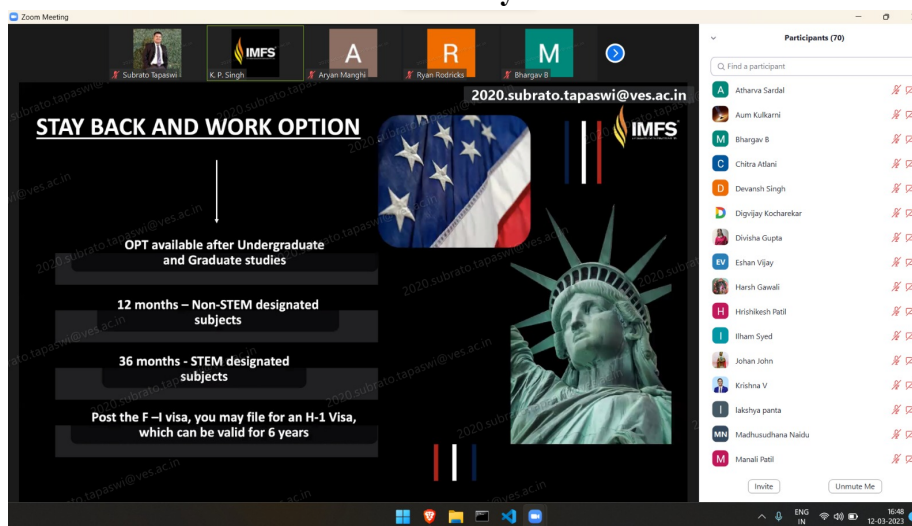 Zoom Meeting
Subrato Tapaswi
IMFS
K. P. Singh
A
Aryan Manghi
R
Ryan Rodricks
M
Bhargav B
2020.subrato.tapaswi@ves.ac.in
STAY BACK AND WORK OPTION
IMFS
OPT available after Undergraduate
and Graduate studies
12 months – Non-STEM designated
subjects
36 months - STEM designated
subjects
Post the F –I visa, you may file for an H-1 Visa,
which can be valid for 6 years
Participants (70)
Find a participant
A Atharva Sardal
Aum Kulkarni
M Bhargav B
C Chitra Atlani
D Devansh Singh
Digvijay Kocharekar
Divisha Gupta
EV Eshan Vijay
Harsh Gawali
H Hrishikesh Patil
I Ilham Syed
Johan John
Krishna V
l lakshya panta
MN Madhusudhana Naidu
M Manali Patil
Invite
Unmute Me
ENG
IN
16:48
12-03-2023